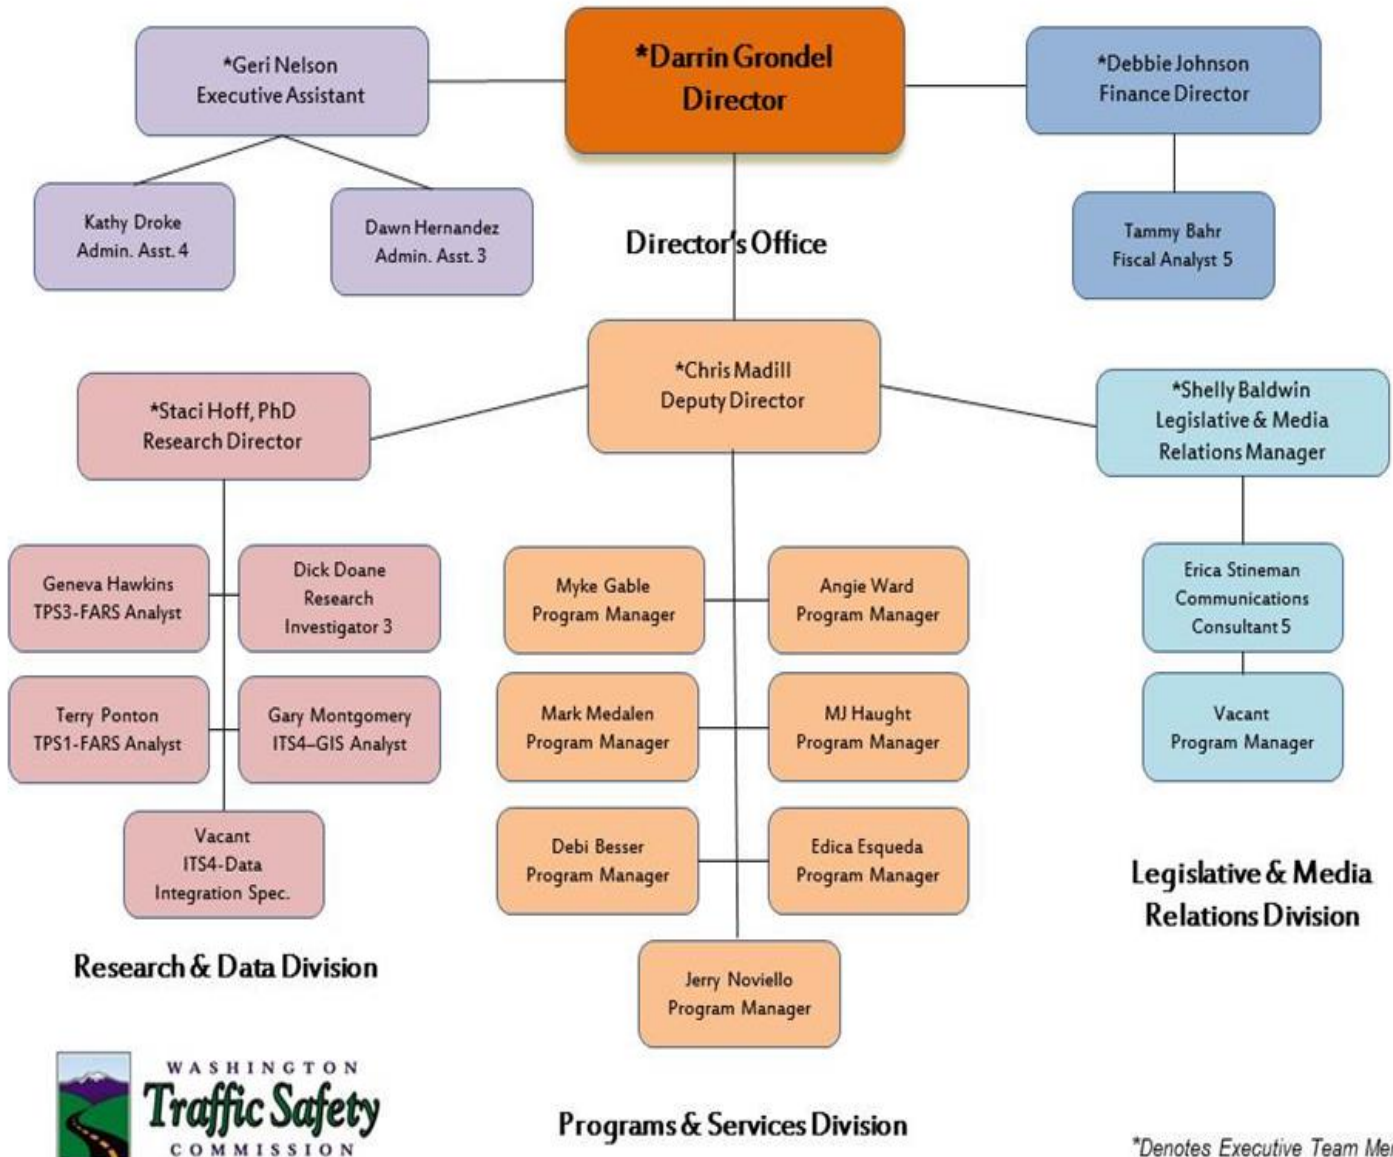 *Geri Nelson
Executive Assistant
*Darrin Grondel
Director
*Debbie Johnson
Finance Director
Kathy Droke
Admin. Asst. 4
Dawn Hernandez
Admin. Asst. 3
Director's Office
Tammy Bahr
Fiscal Analyst 5
*Chris Madill
Deputy Director
*Staci Hoff, PhD
Research Director
*Shelly Baldwin
Legislative & Media
Relations Manager
Geneva Hawkins
TPS3-FARS Analyst
Dick Doane
Research
Investigator 3
Myke Gable
Program Manager
Angie Ward
Program Manager
Erica Stineman
Communications
Consultant 5
Terry Ponton
TPS1-FARS Analyst
Gary Montgomery
ITS4–GIS Analyst
Mark Medalen
Program Manager
MJ Haught
Program Manager
Vacant
Program Manager
Vacant
ITS4-Data
Integration Spec.
Debi Besser
Program Manager
Edica Esqueda
Program Manager
Legislative & Media
Relations Division
Research & Data Division
Jerry Noviello
Program Manager
WASHINGTON
Traffic Safety
COMMISSION
Programs & Services Division
*Denotes Executive Team